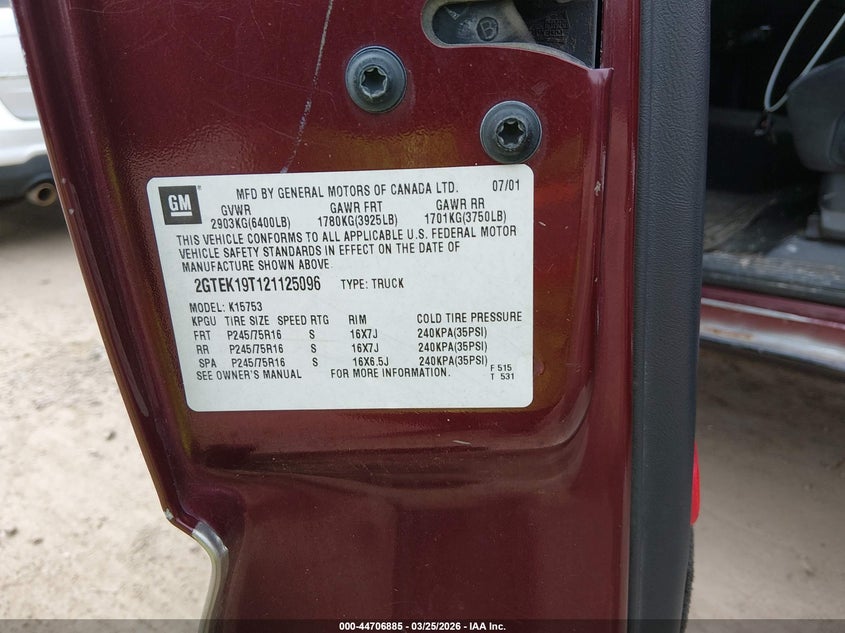 B
GM
MFD BY GENERAL MOTORS OF CANADA LTD. 07/01
GVWR GAWR FRT GAWR RR
2903KG(6400LB) 1780KG(3925LB) 1701KG(3750LB)
THIS VEHICLE CONFORMS TO ALL APPLICABLE U.S. FEDERAL MOTOR
VEHICLE SAFETY STANDARDS IN EFFECT ON THE DATE OF
MANUFACTURE SHOWN ABOVE.
2GTEK19T121125096 TYPE: TRUCK
MODEL: K15753
KPGU TIRE SIZE SPEED RTG RIM COLD TIRE PRESSURE
FRT P245/75R16 S 16X7J 240KPA(35PSI)
RR P245/75R16 S 16X7J 240KPA(35PSI)
SPA P245/75R16 S 16X6.5J 240KPA(35PSI)
SEE OWNER'S MANUAL FOR MORE INFORMATION.
F 515
T 531
000-44706885 - 03/25/2026 - IAA Inc.